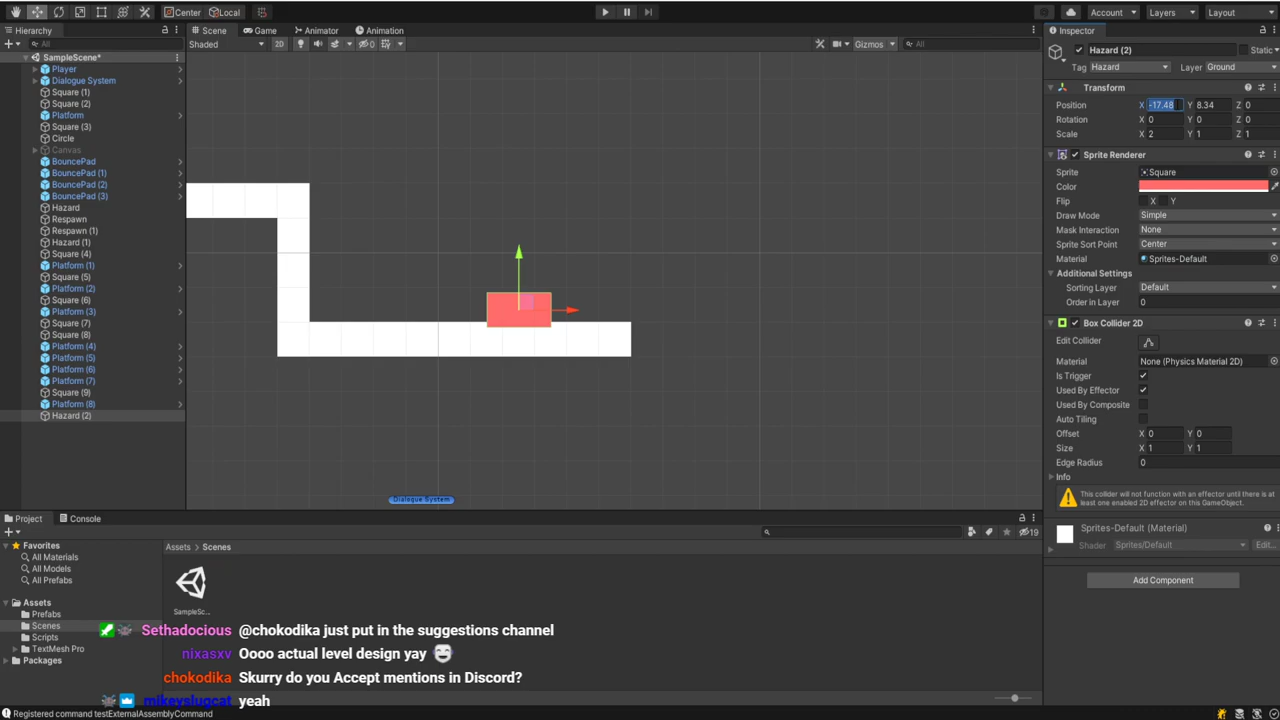 Center
Local
Account
Layers
Layout
Hierarchy
Scene
Game
Animator
Animation
Inspector
All
Shaded
2D
0
Gizmos
All
Hazard (2)
Static
Tag Hazard
Layer Ground
SampleScene*
Player
Dialogue System
Square (1)
Square (2)
Platform
Square (3)
Circle
Canvas
BouncePad
BouncePad (1)
BouncePad (2)
BouncePad (3)
Hazard
Respawn
Respawn (1)
Hazard (1)
Square (4)
Platform (1)
Square (5)
Platform (2)
Square (6)
Platform (3)
Square (7)
Square (8)
Platform (4)
Platform (5)
Platform (6)
Platform (7)
Square (9)
Platform (8)
Hazard (2)
Dialogue System
Transform
Position X -17.48 Y 8.34 Z 0
Rotation X 0 Y 0 Z 0
Scale X 2 Y 1 Z 1
Sprite Renderer
Sprite Square
Color
Flip X Y
Draw Mode Simple
Mask Interaction None
Sprite Sort Point Center
Material Sprites-Default
Additional Settings
Sorting Layer Default
Order in Layer 0
Box Collider 2D
Edit Collider
Material None (Physics Material 2D)
Is Trigger
Used By Effector
Used By Composite
Auto Tiling
Offset X 0 Y 0
Size X 1 Y 1
Edge Radius 0
Info
This collider will not function with an effector until there is at
least one enabled 2D effector on this GameObject.
Sprites-Default (Material)
Shader Sprites/Default Edit...
Add Component
Project
Console
19
Favorites
All Materials
All Models
All Prefabs
Assets
Prefabs
Scenes
Scripts
TextMesh Pro
Packages
Assets > Scenes
SampleSc...
Sethadocious @chokodika just put in the suggestions channel
nixasxv Oooo actual level design yay
chokodika Skurry do you Accept mentions in Discord?
mikeyslugcat yeah
Registered command testExternalAssemblyCommand